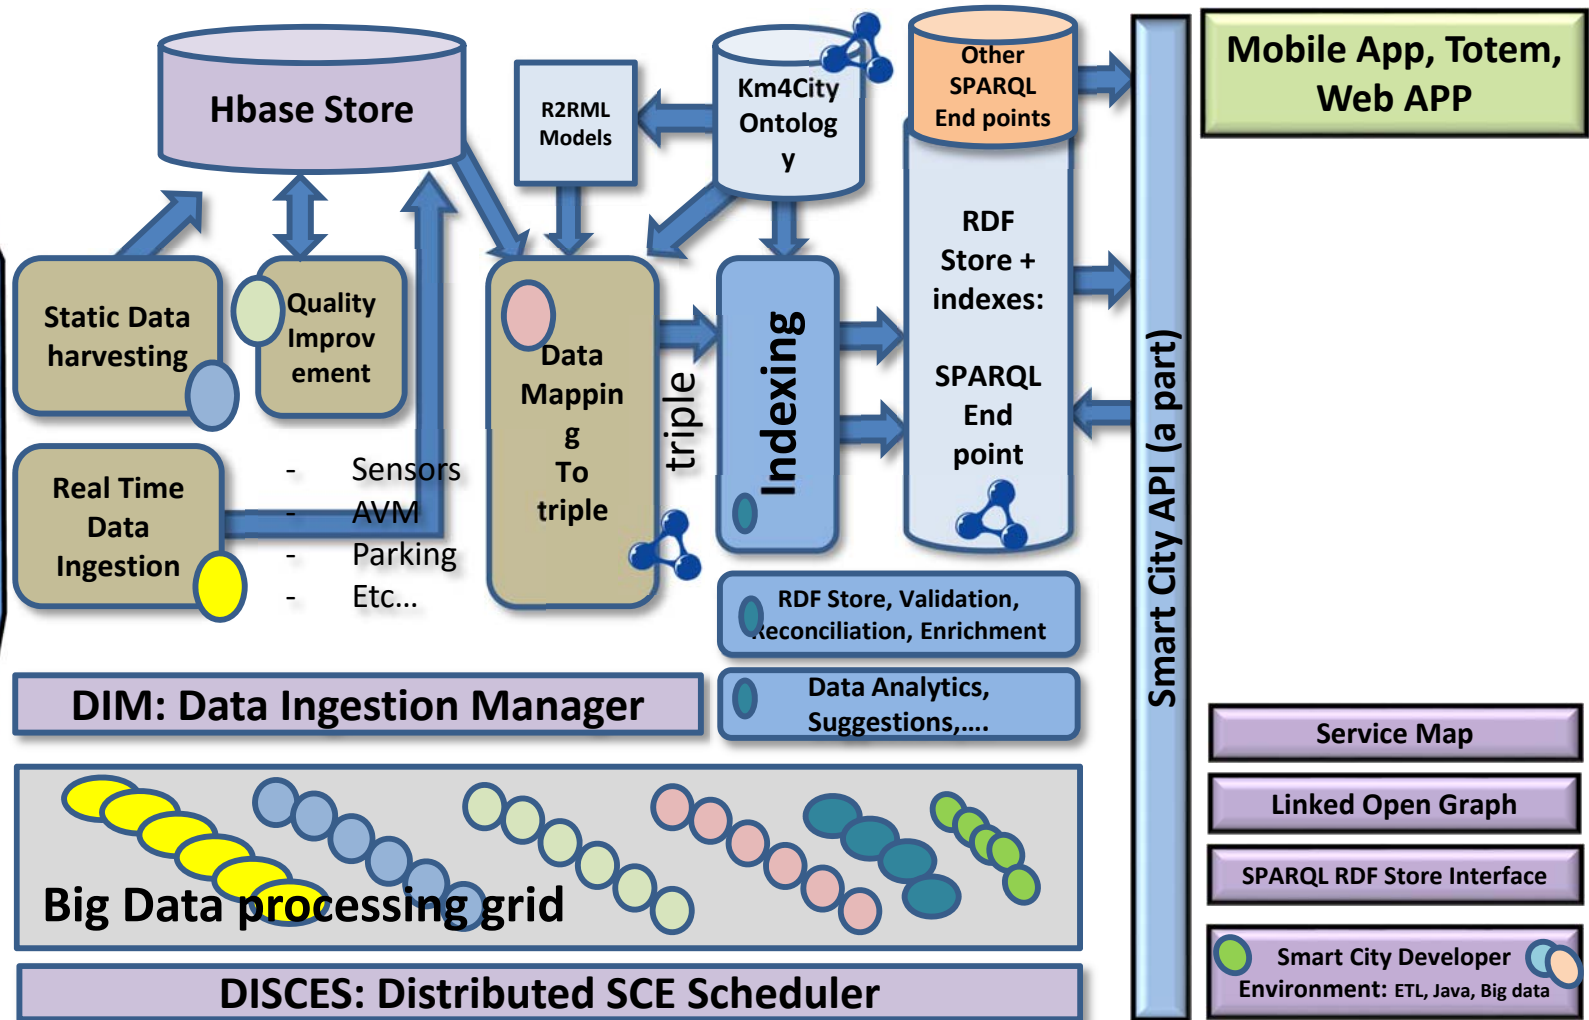 Hbase Store
R2RML
Models
Km4City
Ontolog
y
Other
SPARQL
End points
Mobile App, Totem,
Web APP
Static Data
harvesting
Quality
Improv
ement
Real Time
Data
Ingestion
- Sensors
- AVM
- Parking
- Etc...
Data
Mappin
g
To
triple
triple
Indexing
RDF
Store +
indexes:
SPARQL
End
point
Smart City API (a part)
RDF Store, Validation,
Reconciliation, Enrichment
Data Analytics,
Suggestions,....
DIM: Data Ingestion Manager
Big Data processing grid
DISCES: Distributed SCE Scheduler
Service Map
Linked Open Graph
SPARQL RDF Store Interface
Smart City Developer
Environment: ETL, Java, Big data